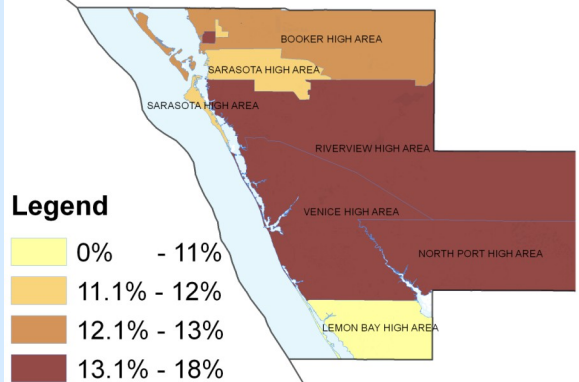 BOOKER HIGH AREA
SARASOTA HIGH AREA
SARASOTA HIGH AREA
RIVERVIEW HIGH AREA
VENICE HIGH AREA
NORTH PORT HIGH AREA
LEMON BAY HIGH AREA
Legend
0% - 11%
11.1% - 12%
12.1% - 13%
13.1% - 18%